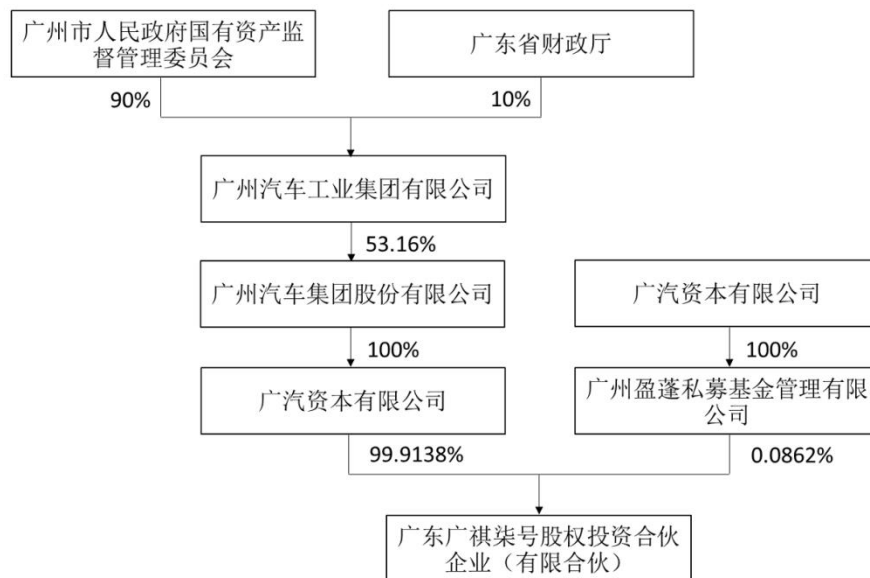 广州市人民政府国有资产监
督管理委员会
广东省财政厅
90%
10%
广州汽车工业集团有限公司
53.16%
广州汽车集团股份有限公司
广汽资本有限公司
100%
100%
广汽资本有限公司
广州盈蓬私募基金管理有限
公司
99.9138%
0.0862%
广东广祺柒号股权投资合伙
企业（有限合伙）